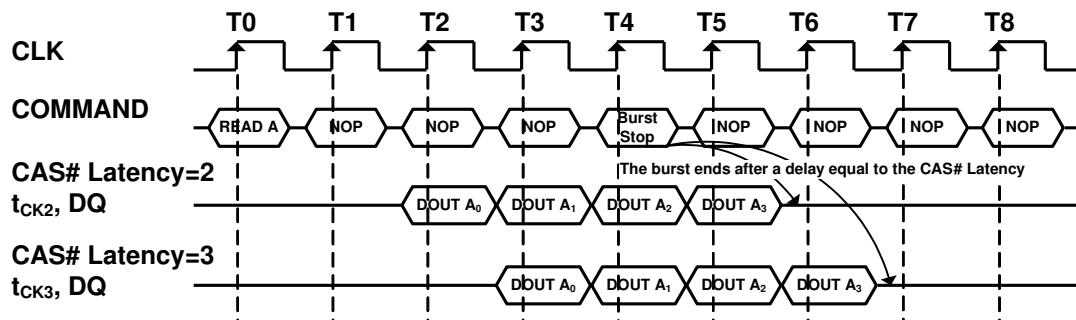 T0 T1 T2 T3 T4 T5 T6 T7 T8
CLK
COMMAND
READ A NOP NOP NOP Burst Stop NOP NOP NOP NOP
The burst ends after a delay equal to the CAS# Latency
CAS# Latency=2
tCK2, DQ
DOUT A0 DOUT A1 DOUT A2 DOUT A3
CAS# Latency=3
tCK3, DQ
DOUT A0 DOUT A1 DOUT A2 DOUT A3